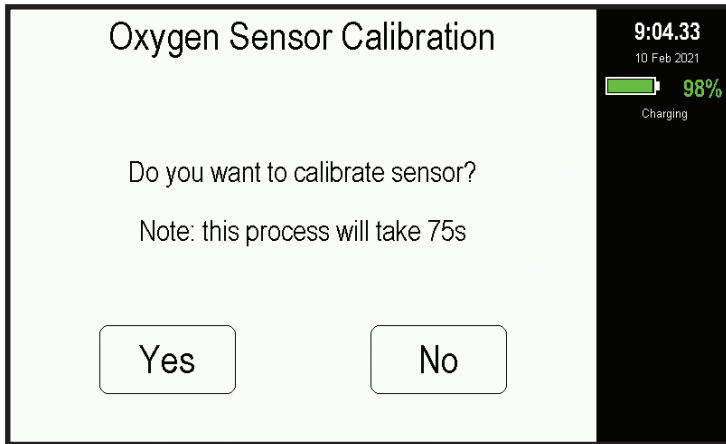 Oxygen Sensor Calibration
Do you want to calibrate sensor?
Note: this process will take 75s
Yes
No
9:04.33
10 Feb 2021
98%
Charging